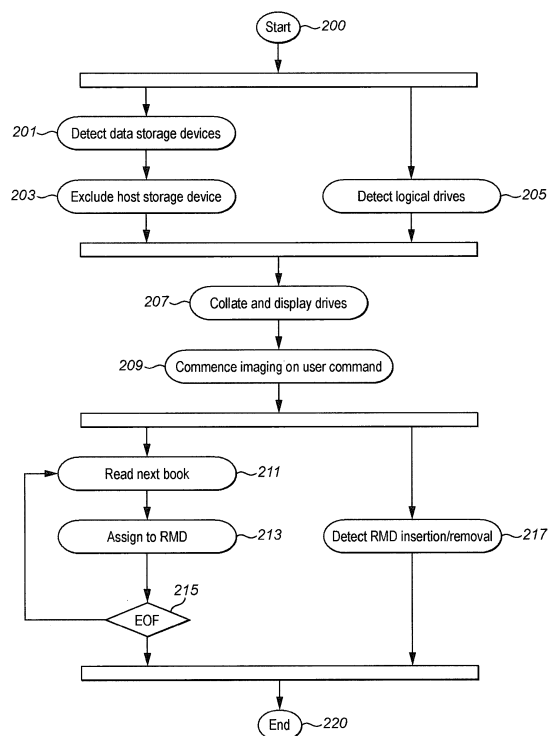 Start 200
201 Detect data storage devices
203 Exclude host storage device
Detect logical drives 205
207 Collate and display drives
209 Commence imaging on user command
Read next book 211
Assign to RMD 213
Detect RMD insertion/removal 217
215
EOF
End 220